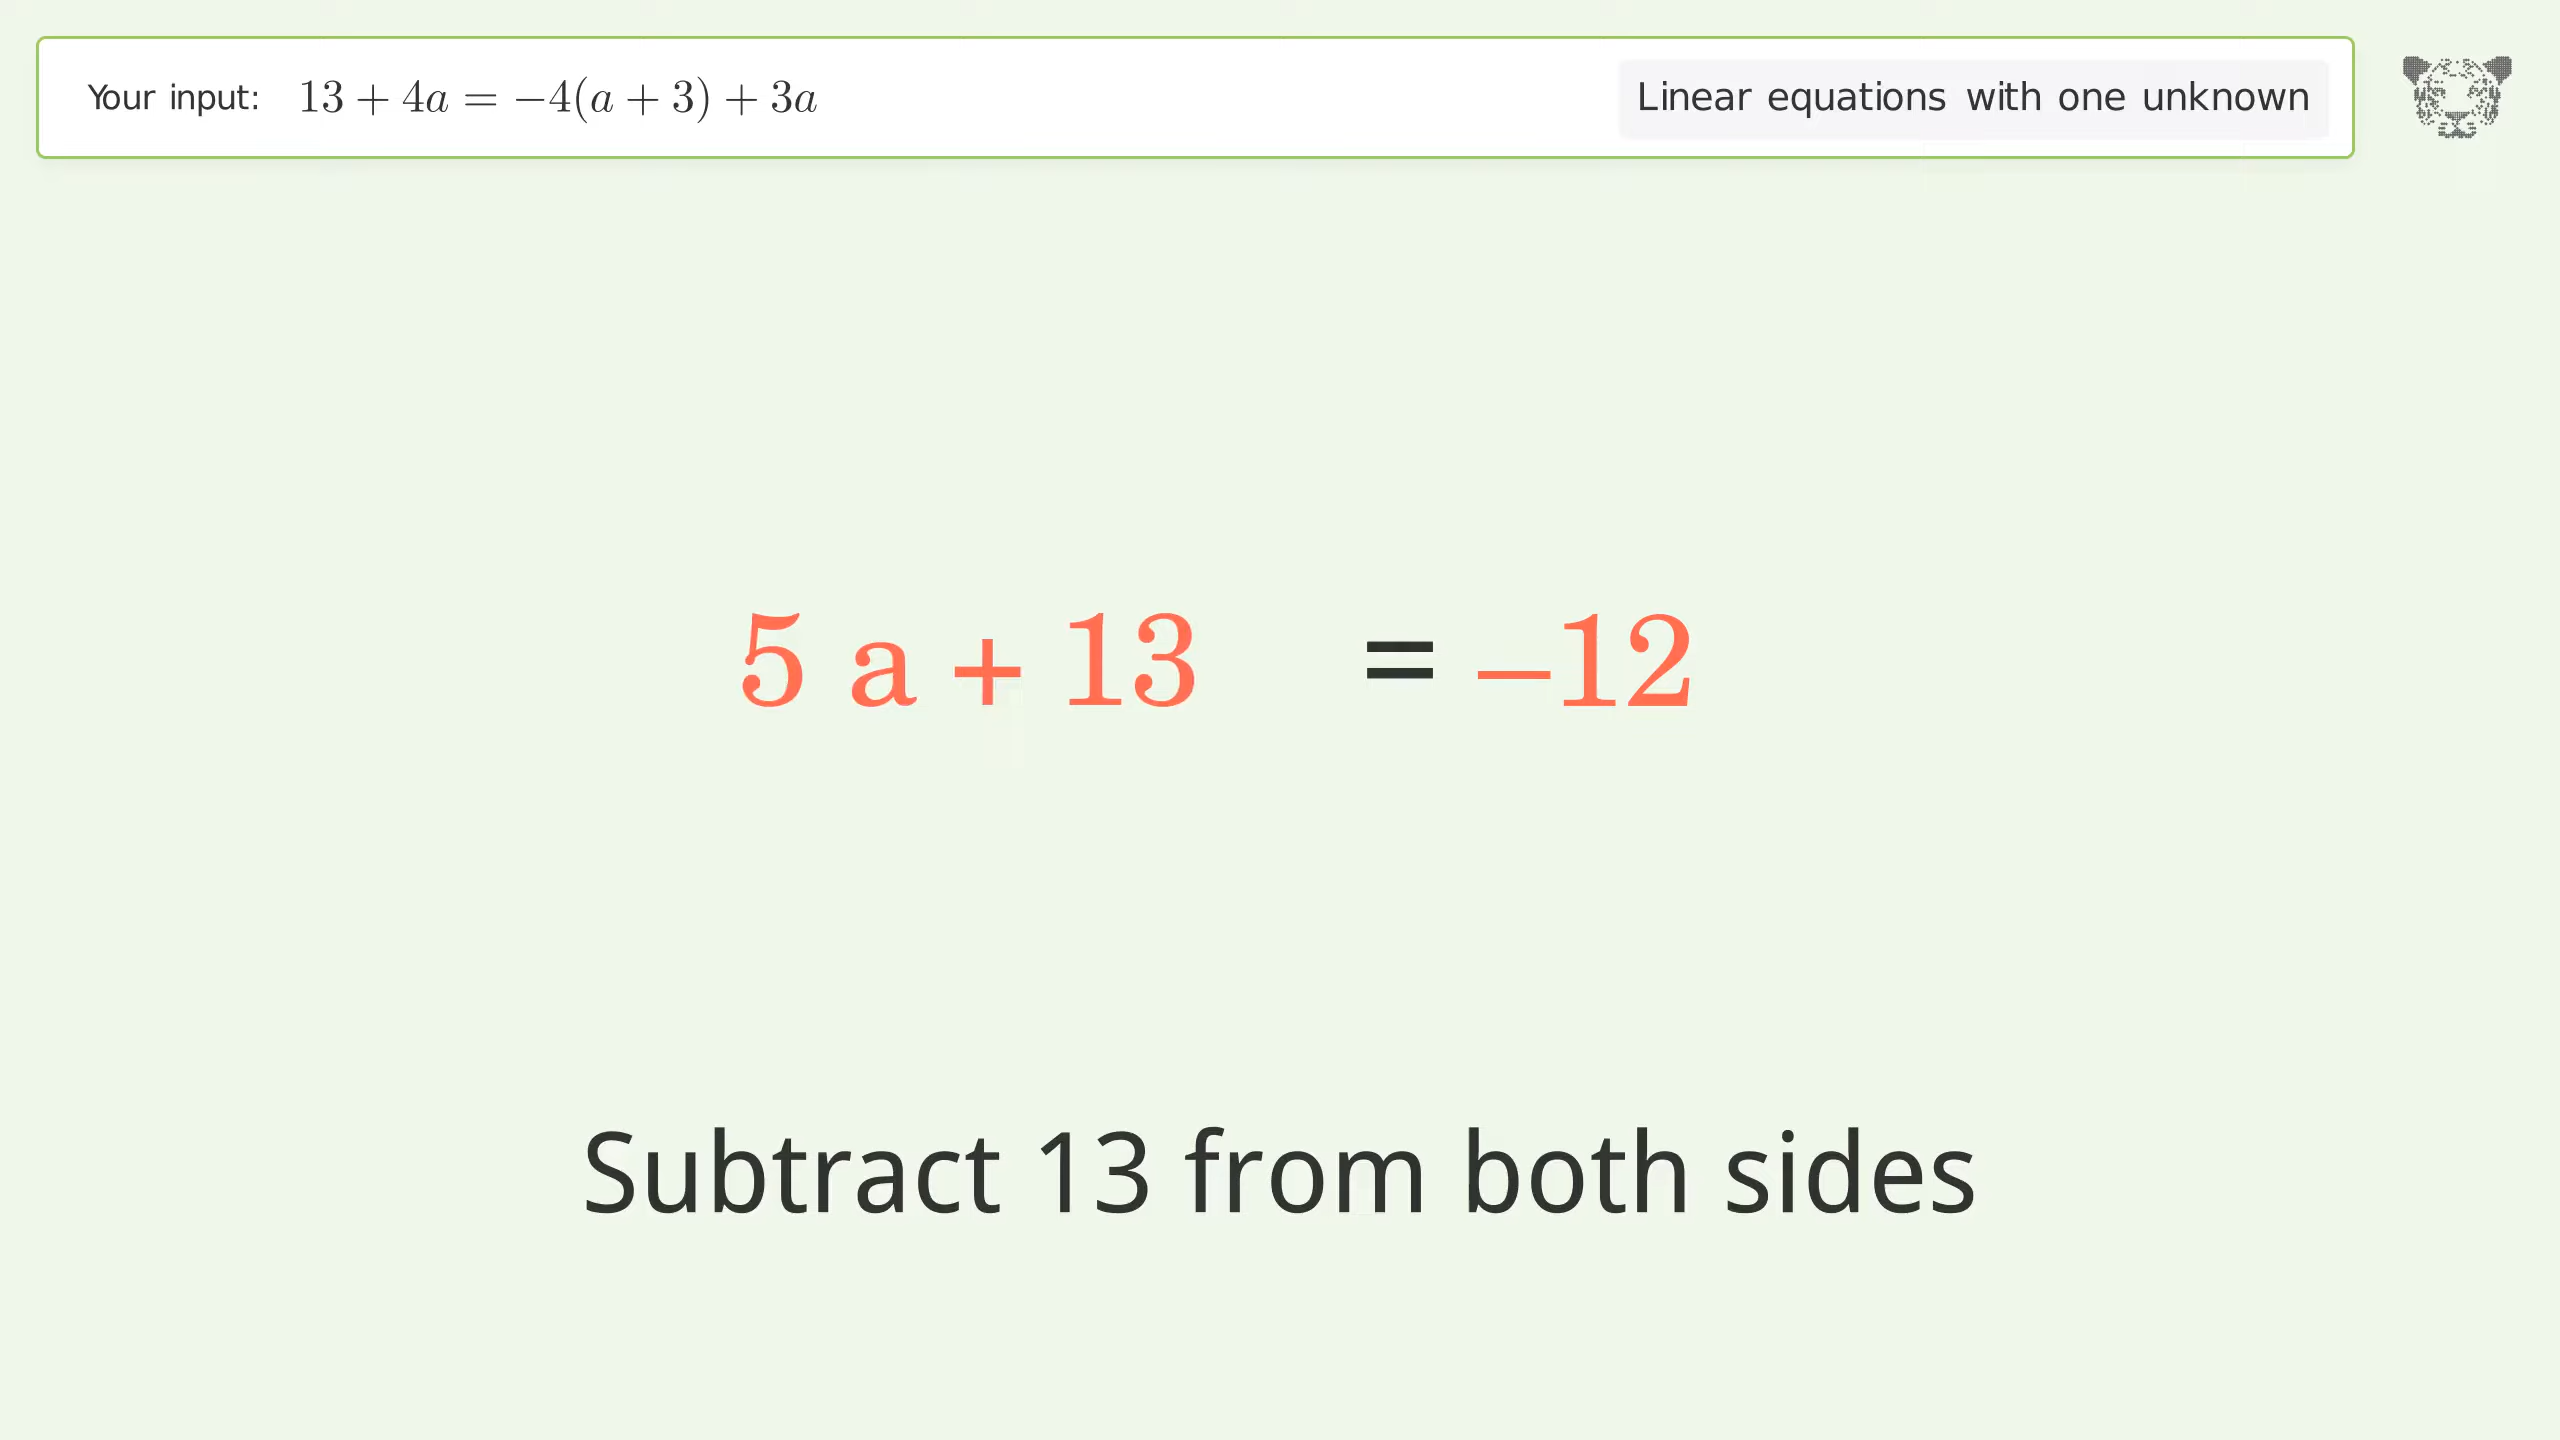 Your input: 13 + 4a = −4(a + 3) + 3a
Linear equations with one unknown
5 a + 13 = −12
Subtract 13 from both sides